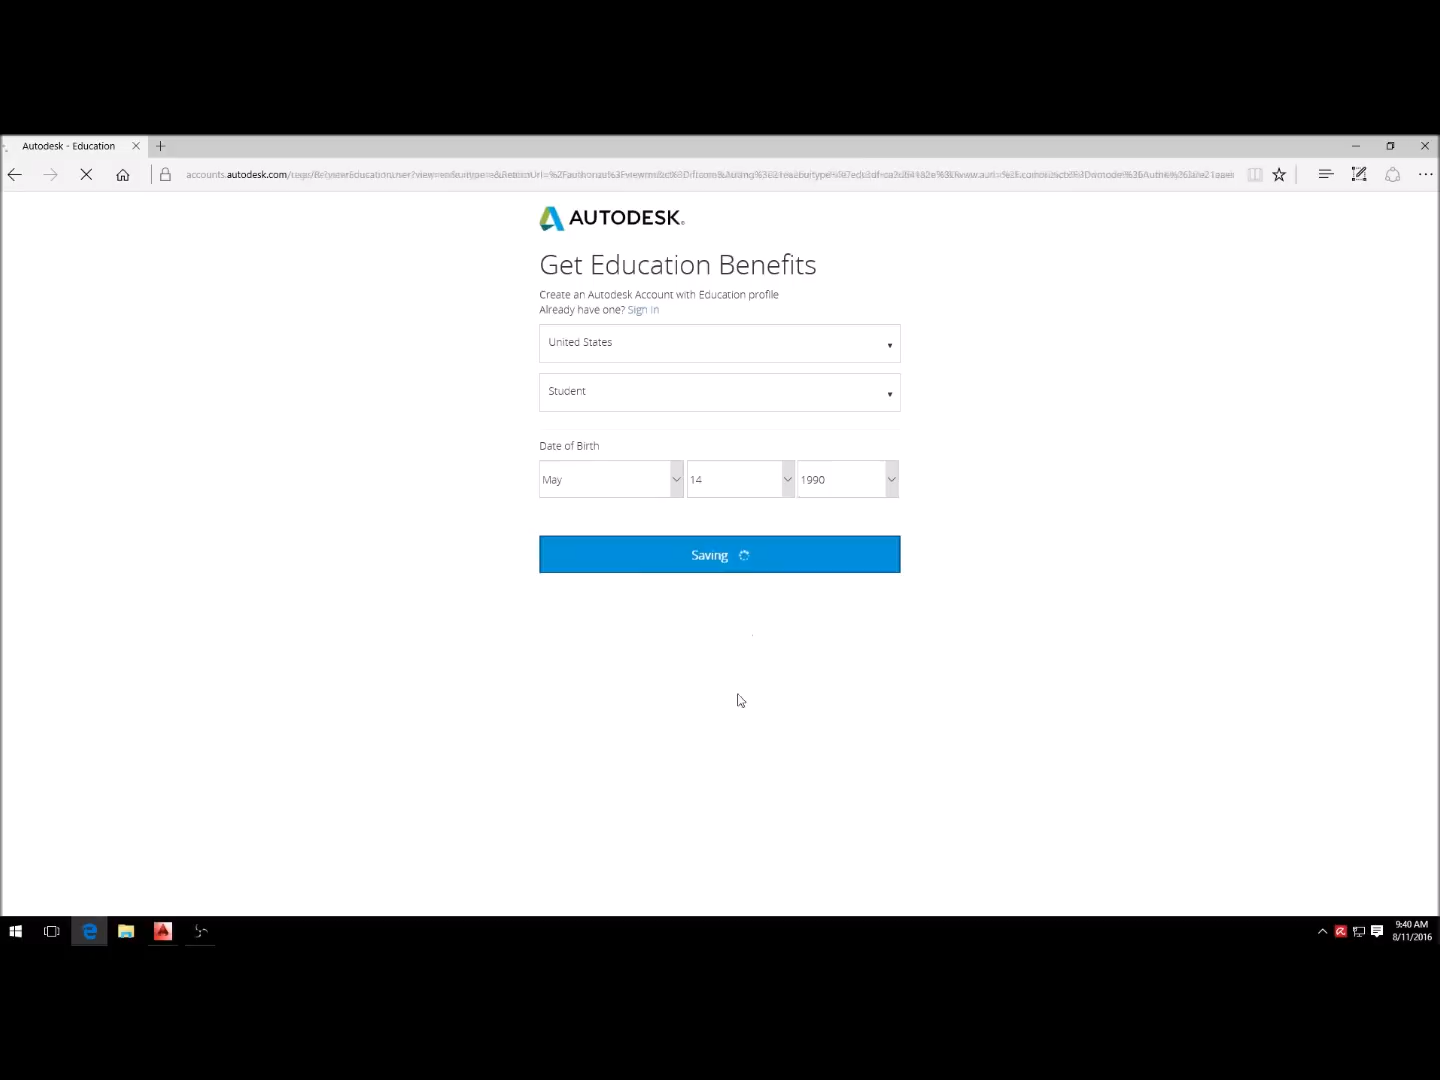 Autodesk - Education
accounts.autodesk.com
AUTODESK.
Get Education Benefits
Create an Autodesk Account with Education profile
Already have one? Sign In
United States
Student
Date of Birth
May 14 1990
Saving
9:40 AM
8/11/2016